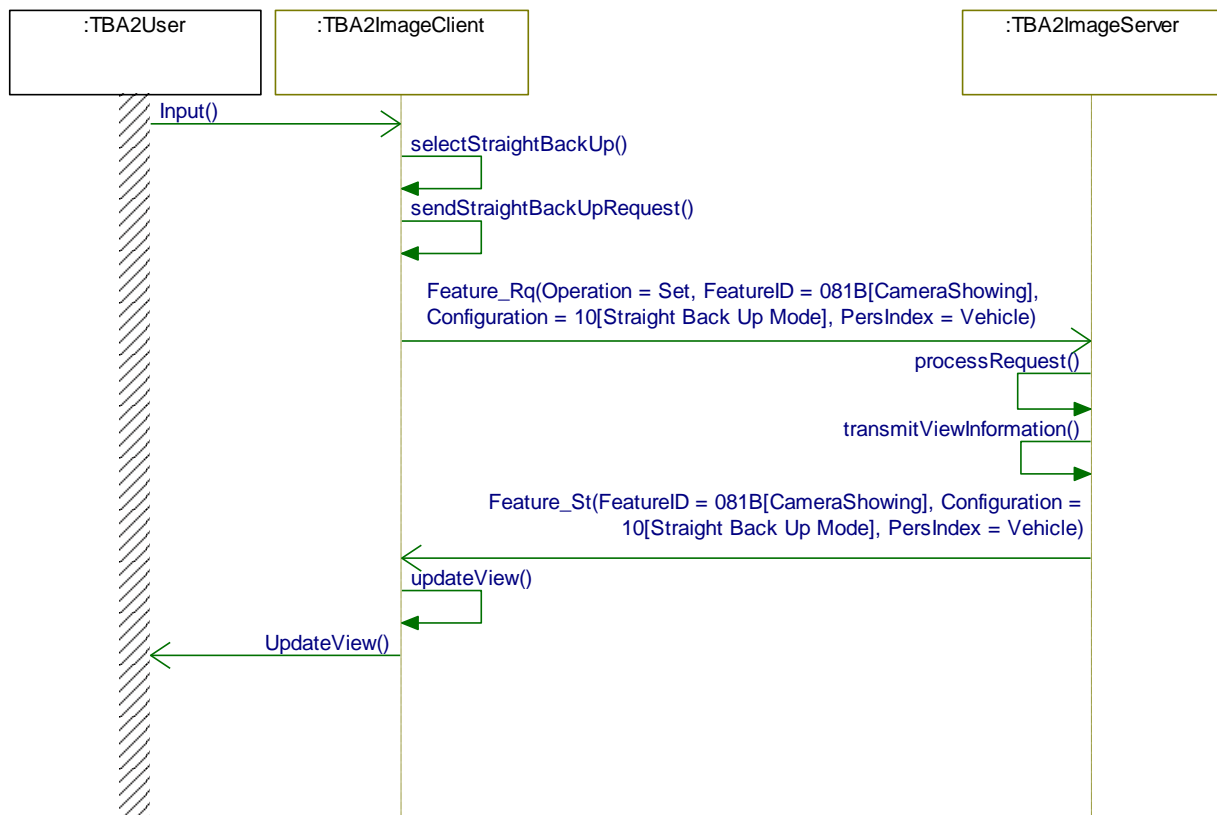 :TBA2User
:TBA2ImageClient
:TBA2ImageServer
Input()
selectStraightBackUp()
sendStraightBackUpRequest()
Feature_Rq(Operation = Set, FeatureID = 081B[CameraShowing],
Configuration = 10[Straight Back Up Mode], PersIndex = Vehicle)
processRequest()
transmitViewInformation()
Feature_St(FeatureID = 081B[CameraShowing], Configuration =
10[Straight Back Up Mode], PersIndex = Vehicle)
updateView()
UpdateView()